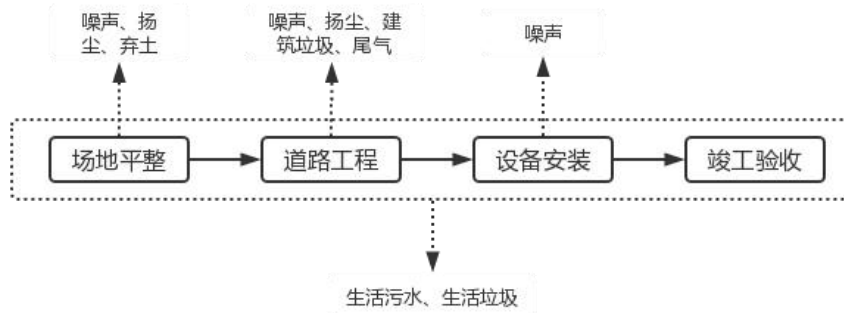 噪声、扬
尘、弃土
噪声、扬尘、建
筑垃圾、尾气
噪声
场地平整
道路工程
设备安装
竣工验收
生活污水、生活垃圾